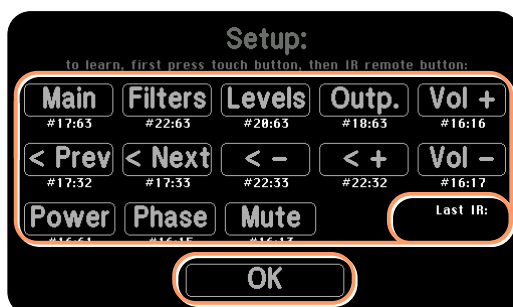 Setup:
to learn, first press touch button, then IR remote button:
Main Filters Levels Outp. Vol +
#17:63 #22:63 #20:63 #18:63 #16:16
< Prev < Next < - < + Vol -
#17:32 #17:33 #22:33 #22:32 #16:17
Power Phase Mute Last IR:
OK